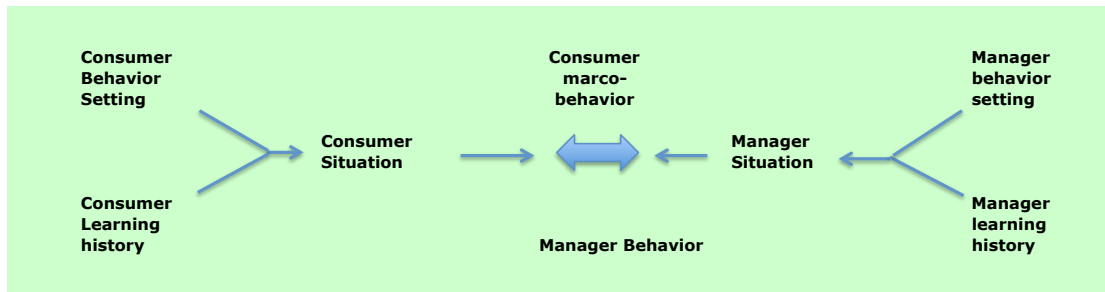 Consumer
Behavior
Setting
Consumer
marco-
behavior
Manager
behavior
setting
Consumer
Situation
Manager
Situation
Consumer
Learning
history
Manager Behavior
Manager
learning
history